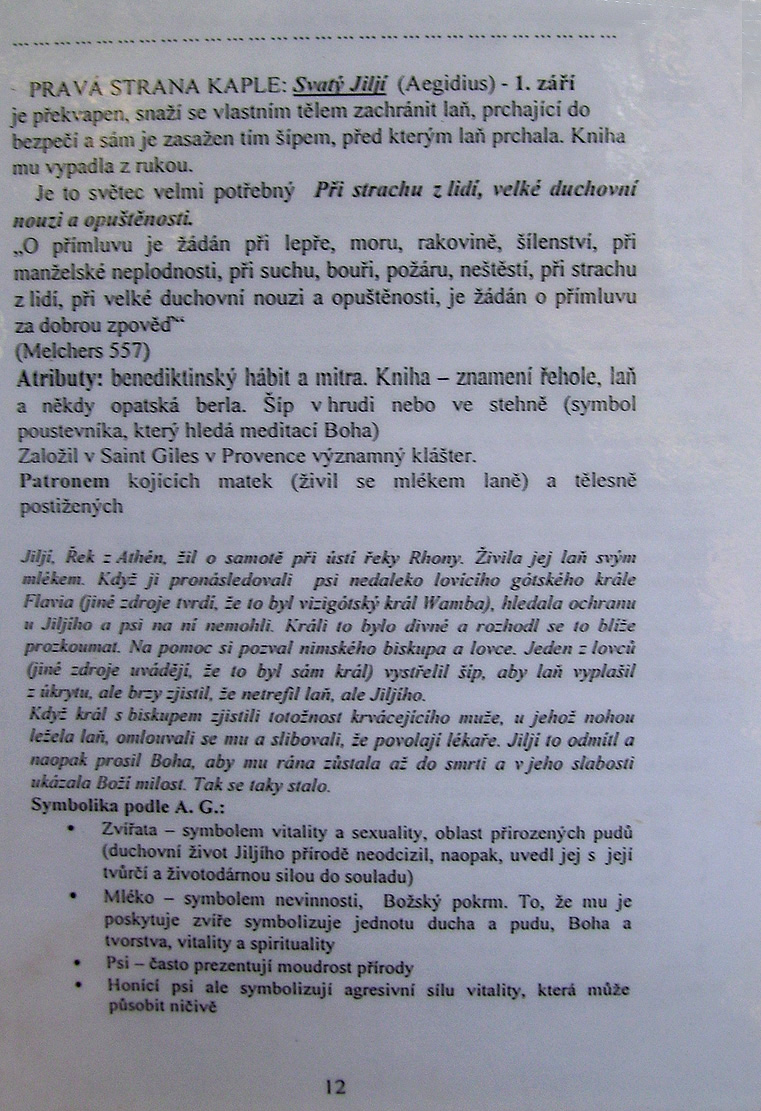 ... ... ... ... ... ... ... ... ... ... ... ... ... ... ... ... ... ... ... ... ... ... ... ... ... ... ... ...
- PRAVÁ STRANA KAPLE: Svatý Jiljí (Aegidius) - 1. září
je překvapen, snaží se vlastním tělem zachránit laň, prchající do
bezpečí a sám je zasažen tím šípem, před kterým laň prchala. Kniha
mu vypadla z rukou.
Je to světec velmi potřebný Při strachu z lidí, velké duchovní
nouzi a opuštěnosti.
„O přímluvu je žádán při lepře, moru, rakovině, šílenství, při
manželské neplodnosti, při suchu, bouři, požáru, neštěstí, při strachu
z lidí, při velké duchovní nouzi a opuštěnosti, je žádán o přímluvu
za dobrou zpověď“
(Melchers 557)
Atributy: benediktinský hábit a mitra. Kniha – znamení řehole, laň
a někdy opatská berla. Šíp v hrudi nebo ve stehně (symbol
poustevníka, který hledá meditací Boha)
Založil v Saint Giles v Provence významný klášter.
Patronem kojících matek (živil se mlékem laně) a tělesně
postižených
Jiljí, Řek z Athén, žil o samotě při ústí řeky Rhony. Živila jej laň svým
mlékem. Když ji pronásledovali psi nedaleko lovícího gótského krále
Flavia (jiné zdroje tvrdí, že to byl vizigótský král Wamba), hledala ochranu
u Jiljího a psi na ní nemohli. Králi to bylo divné a rozhodl se to blíže
prozkoumat. Na pomoc si pozval nimského biskupa a lovce. Jeden z lovců
(jiné zdroje uvádějí, že to byl sám král) vystřelil šíp, aby laň vyplašil
z úkrytu, ale brzy zjistil, že netrefil laň, ale Jiljího.
Když král s biskupem zjistili totožnost krvácejícího muže, u jehož nohou
ležela laň, omlouvali se mu a slibovali, že povolají lékaře. Jiljí to odmítl a
naopak prosil Boha, aby mu rána zůstala až do smrti a v jeho slabosti
ukázala Boží milost. Tak se taky stalo.
Symbolika podle A. G.:
• Zvířata – symbolem vitality a sexuality, oblast přirozených pudů
(duchovní život Jiljího přírodě neodcizil, naopak, uvedl jej s její
tvůrčí a životodárnou silou do souladu)
• Mléko – symbolem nevinnosti, Božský pokrm. To, že mu je
poskytuje zvíře symbolizuje jednotu ducha a pudu, Boha a
tvorstva, vitality a spirituality
• Psi – často prezentují moudrost přírody
• Honící psi ale symbolizují agresivní sílu vitality, která může
působit ničivě
12